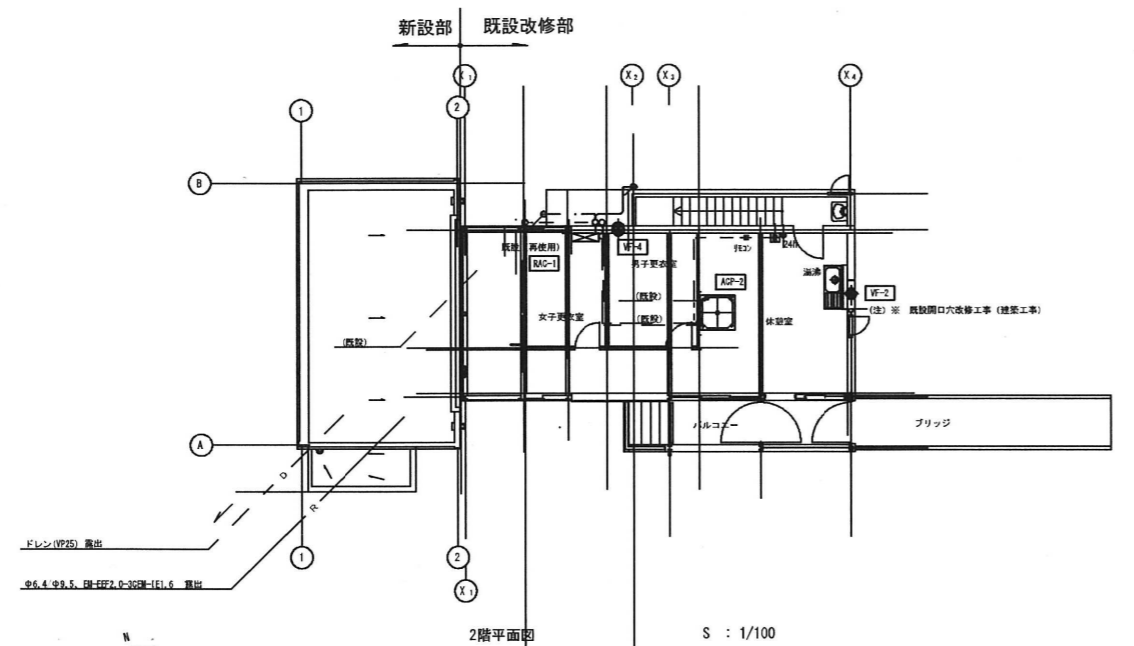 新設部 既設改修部
X1 X2 X3 X4
1 2
B
既設(再使用)
RAC-1
VF-4
男子更衣室
リモコン
24h
湯沸
ACP-2
VF-2
(既設)
(注)※ 既設開口穴改修工事(建築工事)
(既設)
女子更衣室
休憩室
(既設)
バルコニー
ブリッジ
A
D
R
ドレン(VP25) 露出
1 2
Φ6.4 Φ9.5、EM-EEF2.0-3C
露出
X1
N
2階平面図 S : 1/100